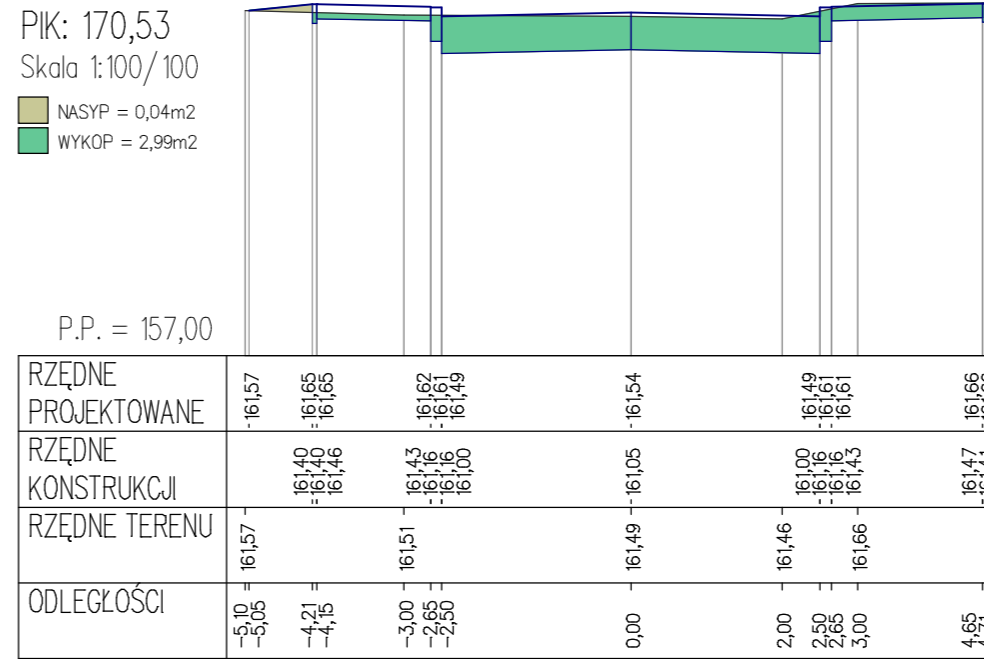 PIK: 170,53
Skala 1:100/100
NASYP = 0,04m2
WYKOP = 2,99m2
P.P. = 157,00
RZĘDNE PROJEKTOWANE
161,57 161,65 161,65 161,62 161,61 161,49 161,54 161,49 161,61 161,61 161,66
RZĘDNE KONSTRUKCJI
161,40 161,40 161,46 161,43 161,16 161,16 161,00 161,05 161,00 161,16 161,16 161,43 161,47
RZĘDNE TERENU
161,57 161,51 161,49 161,46 161,66
ODLEGŁOŚCI
-5,10 -5,05 -4,21 -4,15 -3,00 -2,65 -2,50 0,00 2,00 2,50 2,65 3,00 4,65